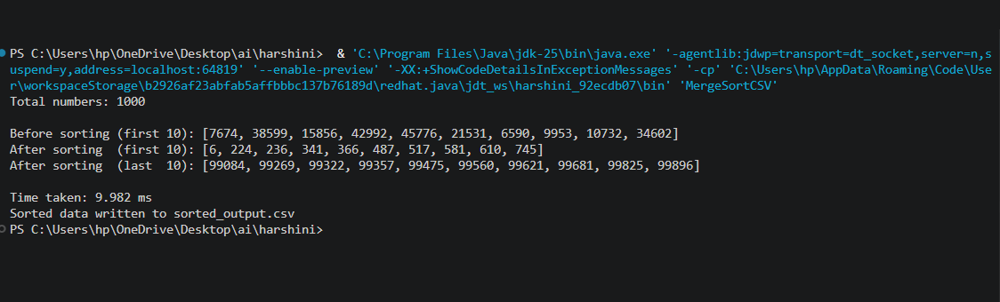 PS C:\Users\hp\OneDrive\Desktop\ai\harshini>  & 'C:\Program Files\Java\jdk-25\bin\java.exe' '-agentlib:jdwp=transport=dt_socket,server=n,s
uspend=y,address=localhost:64819' '--enable-preview' '-XX:+ShowCodeDetailsInExceptionMessages' '-cp' 'C:\Users\hp\AppData\Roaming\Code\Use
r\workspaceStorage\b2926af23abfab5affbbbc137b76189d\redhat.java\jdt_ws\harshini_92ecdb07\bin' 'MergeSortCSV'
Total numbers: 1000
Before sorting (first 10): [7674, 38599, 15856, 42992, 45776, 21531, 6590, 9953, 10732, 34602]
After sorting  (first 10): [6, 224, 236, 341, 366, 487, 517, 581, 610, 745]
After sorting  (last  10): [99084, 99269, 99322, 99357, 99475, 99560, 99621, 99681, 99825, 99896]
Time taken: 9.982 ms
Sorted data written to sorted_output.csv
PS C:\Users\hp\OneDrive\Desktop\ai\harshini>